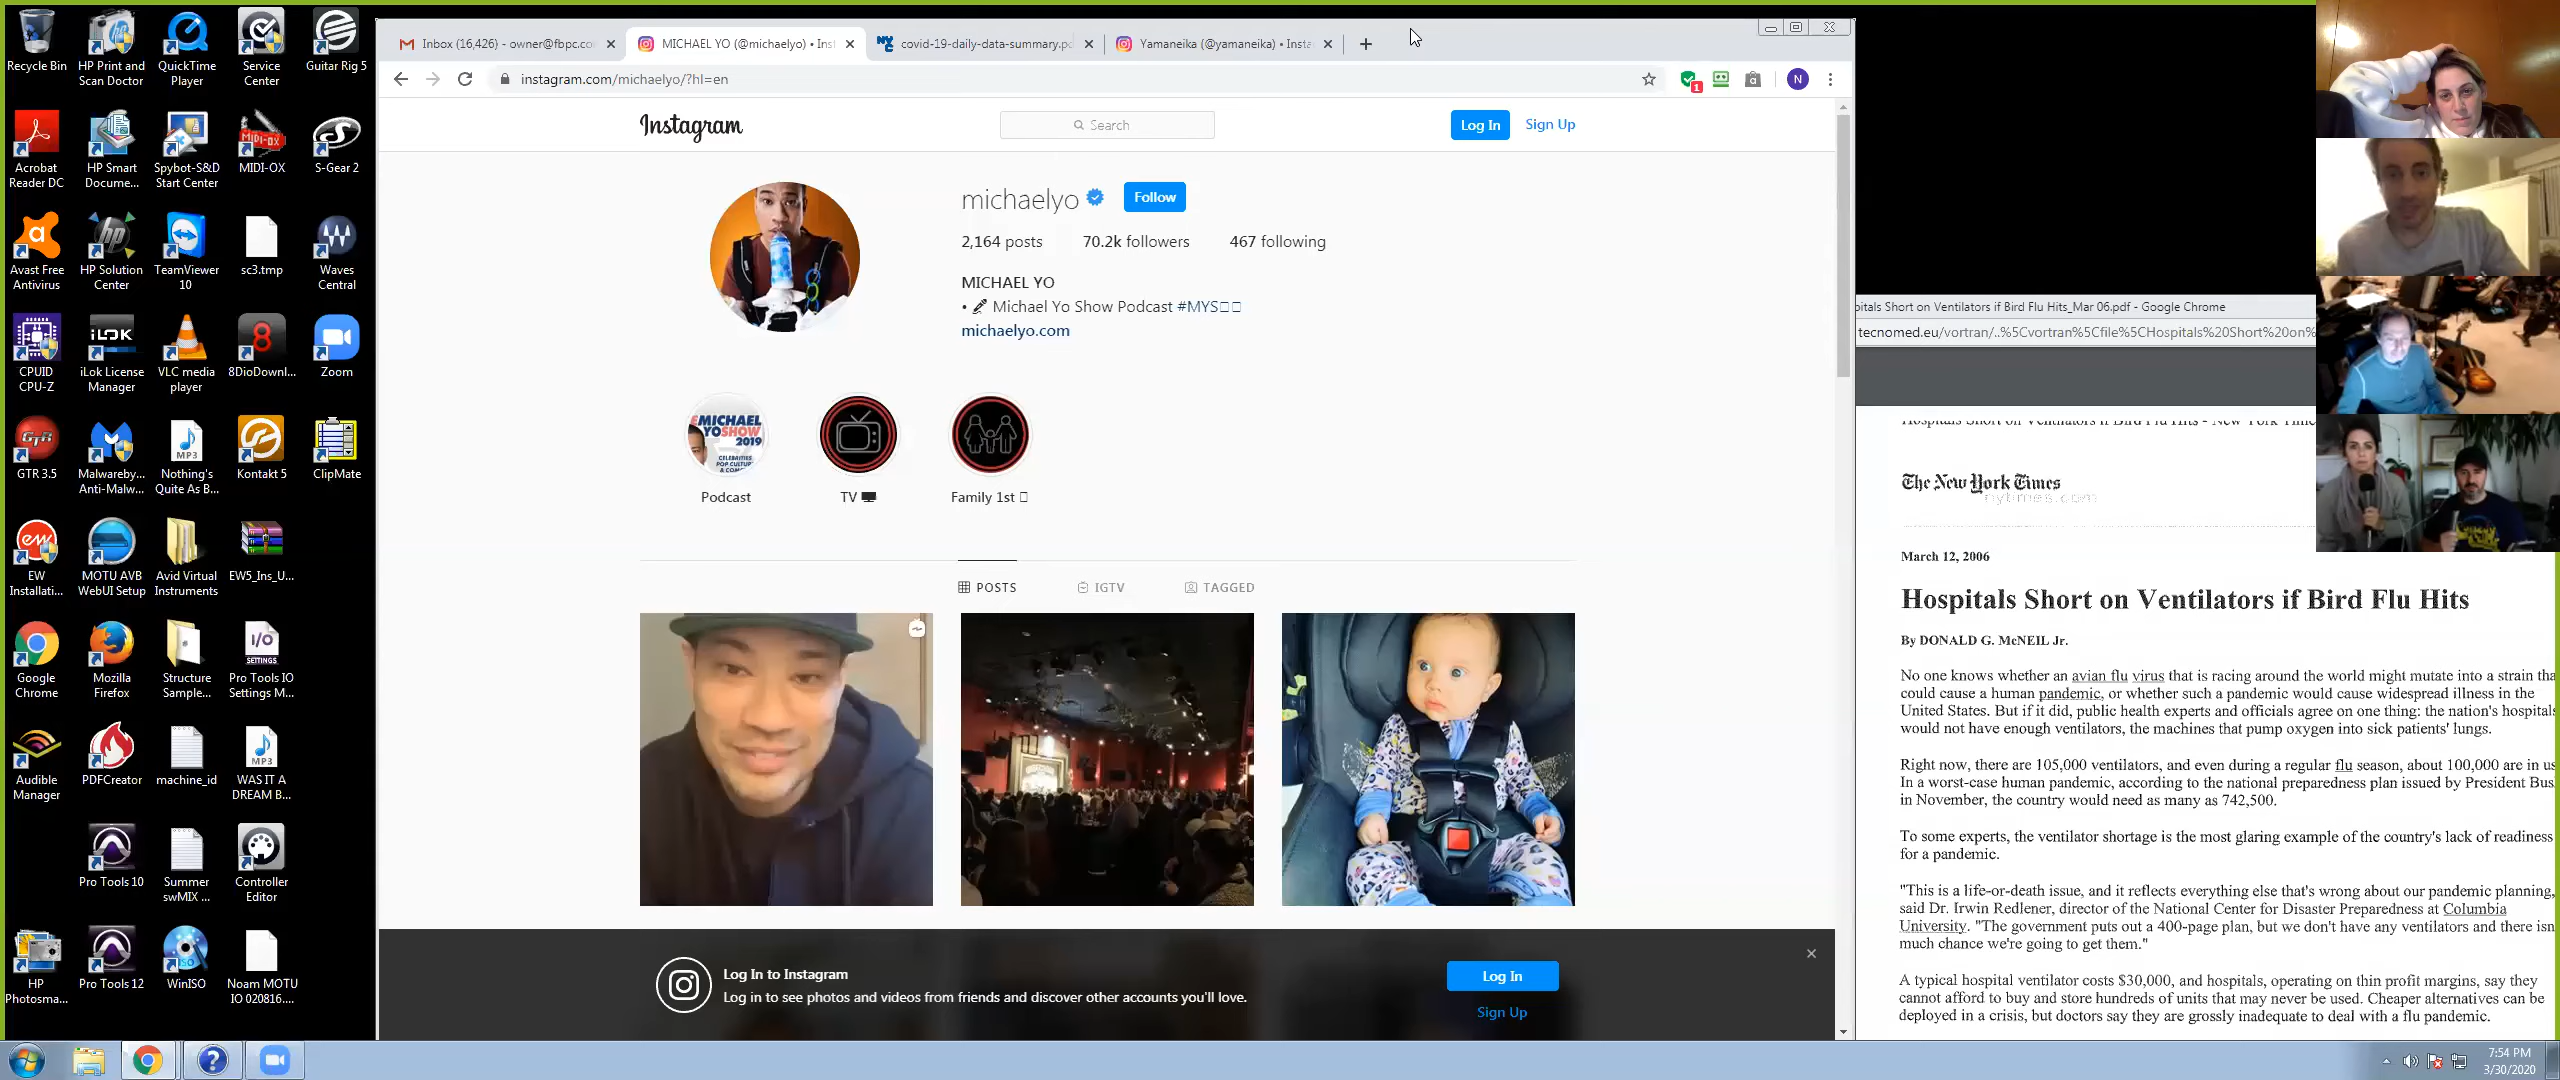 Recycle Bin
HP Print and
Scan Doctor
QuickTime
Player
Service
Center
Guitar Rig 5
Acrobat
Reader DC
HP Smart
Docume...
Spybot-S&D
Start Center
MIDI-OX
S-Gear 2
Avast Free
Antivirus
HP Solution
Center
TeamViewer
10
sc3.tmp
Waves
Central
CPUID
CPU-Z
iLok License
Manager
VLC media
player
8DioDownl...
Zoom
GTR 3.5
Malwareby...
Anti-Malw...
Nothing's
Quite As B...
Kontakt 5
ClipMate
EW
Installati...
MOTU AVB
WebUI Setup
Avid Virtual
Instruments
EW5_Ins_U...
Google
Chrome
Mozilla
Firefox
Structure
Sample...
Pro Tools IO
Settings M...
Audible
Manager
PDFCreator
machine_id
WAS IT A
DREAM B...
Pro Tools 10
Summer
swMIX ...
Controller
Editor
HP
Photosma...
Pro Tools 12
WinISO
Noam MOTU
IO 020816....
Inbox (16,426) - owner@fbpc.co
MICHAEL YO (@michaelyo) • Inst
covid-19-daily-data-summary.pd
Yamaneika (@yamaneika) • Insta
instagram.com/michaelyo/?hl=en
N
Instagram
Search
Log In
Sign Up
michaelyo
Follow
2,164 posts
70.2k followers
467 following
MICHAEL YO
• Michael Yo Show Podcast #MYS
michaelyo.com
MICHAEL
YOSHOW
2019
Podcast
TV
Family 1st
POSTS
IGTV
TAGGED
Log In to Instagram
Log in to see photos and videos from friends and discover other accounts you'll love.
Log In
Sign Up
pitals Short on Ventilators if Bird Flu Hits_Mar 06.pdf - Google Chrome
tecnomed.eu/vortran/..%5Cvortran%5Cfile%5CHospitals%20Short%20on%
Hospitals Short on Ventilators if Bird Flu Hits - New York Time
The New York Times
nytimes.com
March 12, 2006
Hospitals Short on Ventilators if Bird Flu Hits
By DONALD G. McNEIL Jr.
No one knows whether an avian flu virus that is racing around the world might mutate into a strain tha
could cause a human pandemic, or whether such a pandemic would cause widespread illness in the
United States. But if it did, public health experts and officials agree on one thing: the nation's hospitals
would not have enough ventilators, the machines that pump oxygen into sick patients' lungs.
Right now, there are 105,000 ventilators, and even during a regular flu season, about 100,000 are in us
In a worst-case human pandemic, according to the national preparedness plan issued by President Bus
in November, the country would need as many as 742,500.
To some experts, the ventilator shortage is the most glaring example of the country's lack of readiness
for a pandemic.
"This is a life-or-death issue, and it reflects everything else that's wrong about our pandemic planning,
said Dr. Irwin Redlener, director of the National Center for Disaster Preparedness at Columbia
University. "The government puts out a 400-page plan, but we don't have any ventilators and there isn
much chance we're going to get them."
A typical hospital ventilator costs $30,000, and hospitals, operating on thin profit margins, say they
cannot afford to buy and store hundreds of units that may never be used. Cheaper alternatives can be
deployed in a crisis, but doctors say they are grossly inadequate to deal with a flu pandemic.
7:54 PM
3/30/2020